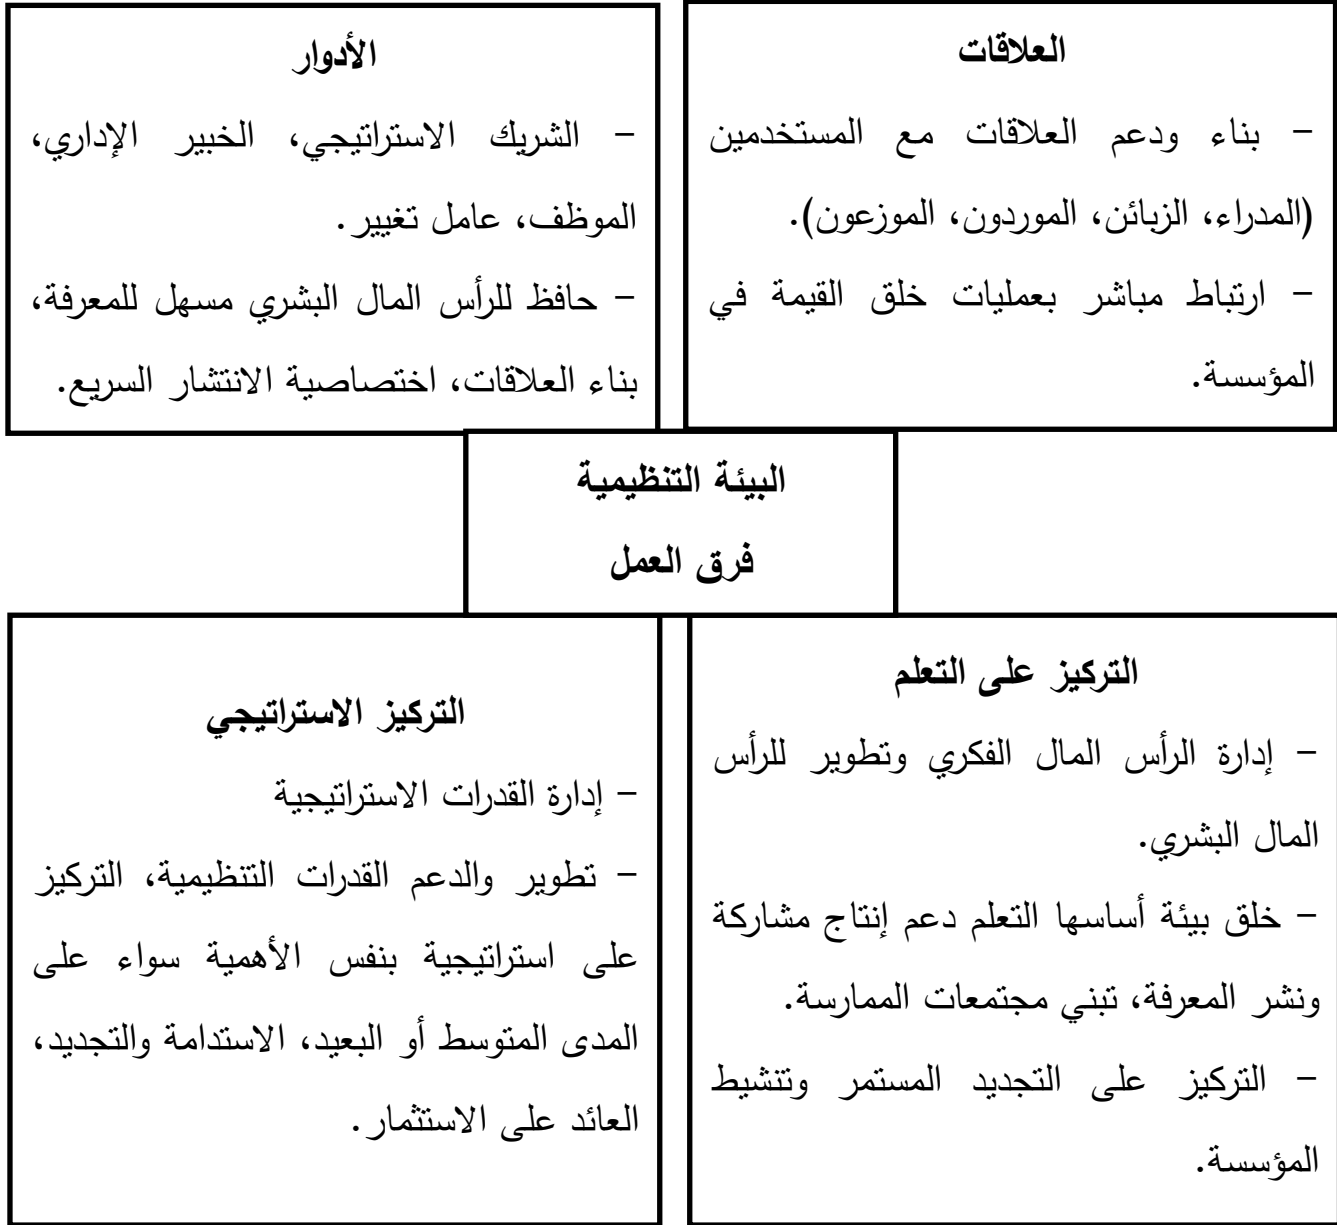 العلاقات
- بناء ودعم العلاقات مع المستخدمين
(المدراء، الزبائن، الموردون، الموزعون).
- ارتباط مباشر بعمليات خلق القيمة في
المؤسسة.
الأدوار
- الشريك الاستراتيجي، الخبير الإداري،
الموظف، عامل تغيير.
- حافظ للرأس المال البشري مسهل للمعرفة،
بناء العلاقات، اختصاصية الانتشار السريع.
البيئة التنظيمية
فرق العمل
التركيز على التعلم
- إدارة الرأس المال الفكري وتطوير للرأس
المال البشري.
- خلق بيئة أساسها التعلم دعم إنتاج مشاركة
ونشر المعرفة، تبني مجتمعات الممارسة.
- التركيز على التجديد المستمر وتنشيط
المؤسسة.
التركيز الاستراتيجي
- إدارة القدرات الاستراتيجية
- تطوير والدعم القدرات التنظيمية، التركيز
على استراتيجية بنفس الأهمية سواء على
المدى المتوسط أو البعيد، الاستدامة والتجديد،
العائد على الاستثمار.